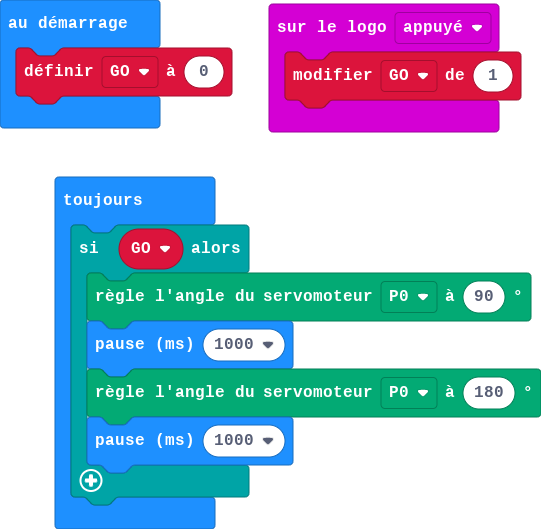 au démarrage
définir GO à 0
sur le logo appuyé
modifier GO de 1
toujours
si GO alors
règle l'angle du servomoteur P0 à 90 °
pause (ms) 1000
règle l'angle du servomoteur P0 à 180 °
pause (ms) 1000